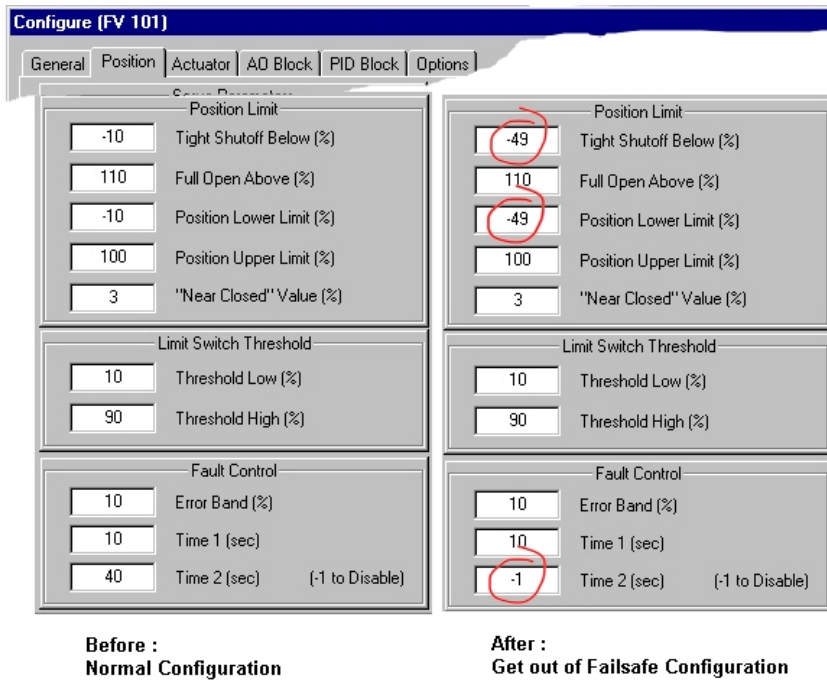 Configure (FV 101)
General Position Actuator AO Block PID Block Options
Position Limit
-10 Tight Shutoff Below (%)
110 Full Open Above (%)
-10 Position Lower Limit (%)
100 Position Upper Limit (%)
3 "Near Closed" Value (%)
Limit Switch Threshold
10 Threshold Low (%)
90 Threshold High (%)
Fault Control
10 Error Band (%)
10 Time 1 (sec)
40 Time 2 (sec) (-1 to Disable)
Before :
Normal Configuration
Position Limit
-49 Tight Shutoff Below (%)
110 Full Open Above (%)
-49 Position Lower Limit (%)
100 Position Upper Limit (%)
3 "Near Closed" Value (%)
Limit Switch Threshold
10 Threshold Low (%)
90 Threshold High (%)
Fault Control
10 Error Band (%)
10 Time 1 (sec)
-1 Time 2 (sec) (-1 to Disable)
After :
Get out of Failsafe Configuration